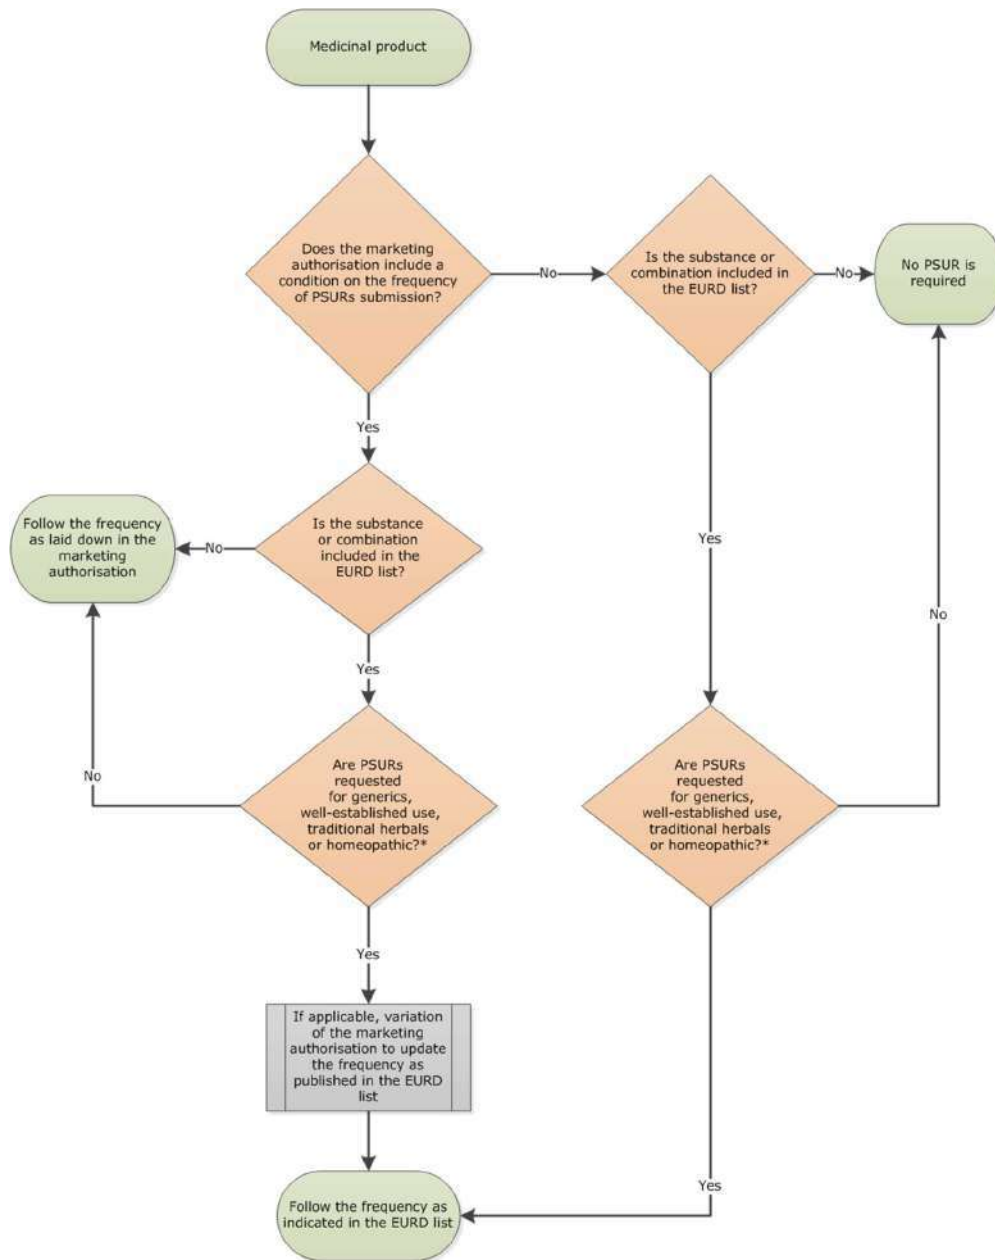 Medicinal product
Does the marketing
authorisation include a
condition on the frequency
of PSURs submission?
No
Is the substance or
combination included in
the EURD list?
No
No PSUR is
required
Yes
Follow the frequency
as laid down in the
marketing
authorisation
No
Is the substance
or combination
included in the
EURD list?
Yes
No
Yes
No
Are PSURs
requested
for generics,
well-established use,
traditional herbals
or homeopathic?*
Are PSURs
requested
for generics,
well-established use,
traditional herbals
or homeopathic?*
Yes
If applicable, variation
of the marketing
authorisation to update
the frequency as
published in the EURD
list
Yes
Follow the frequency as
indicated in the EURD list